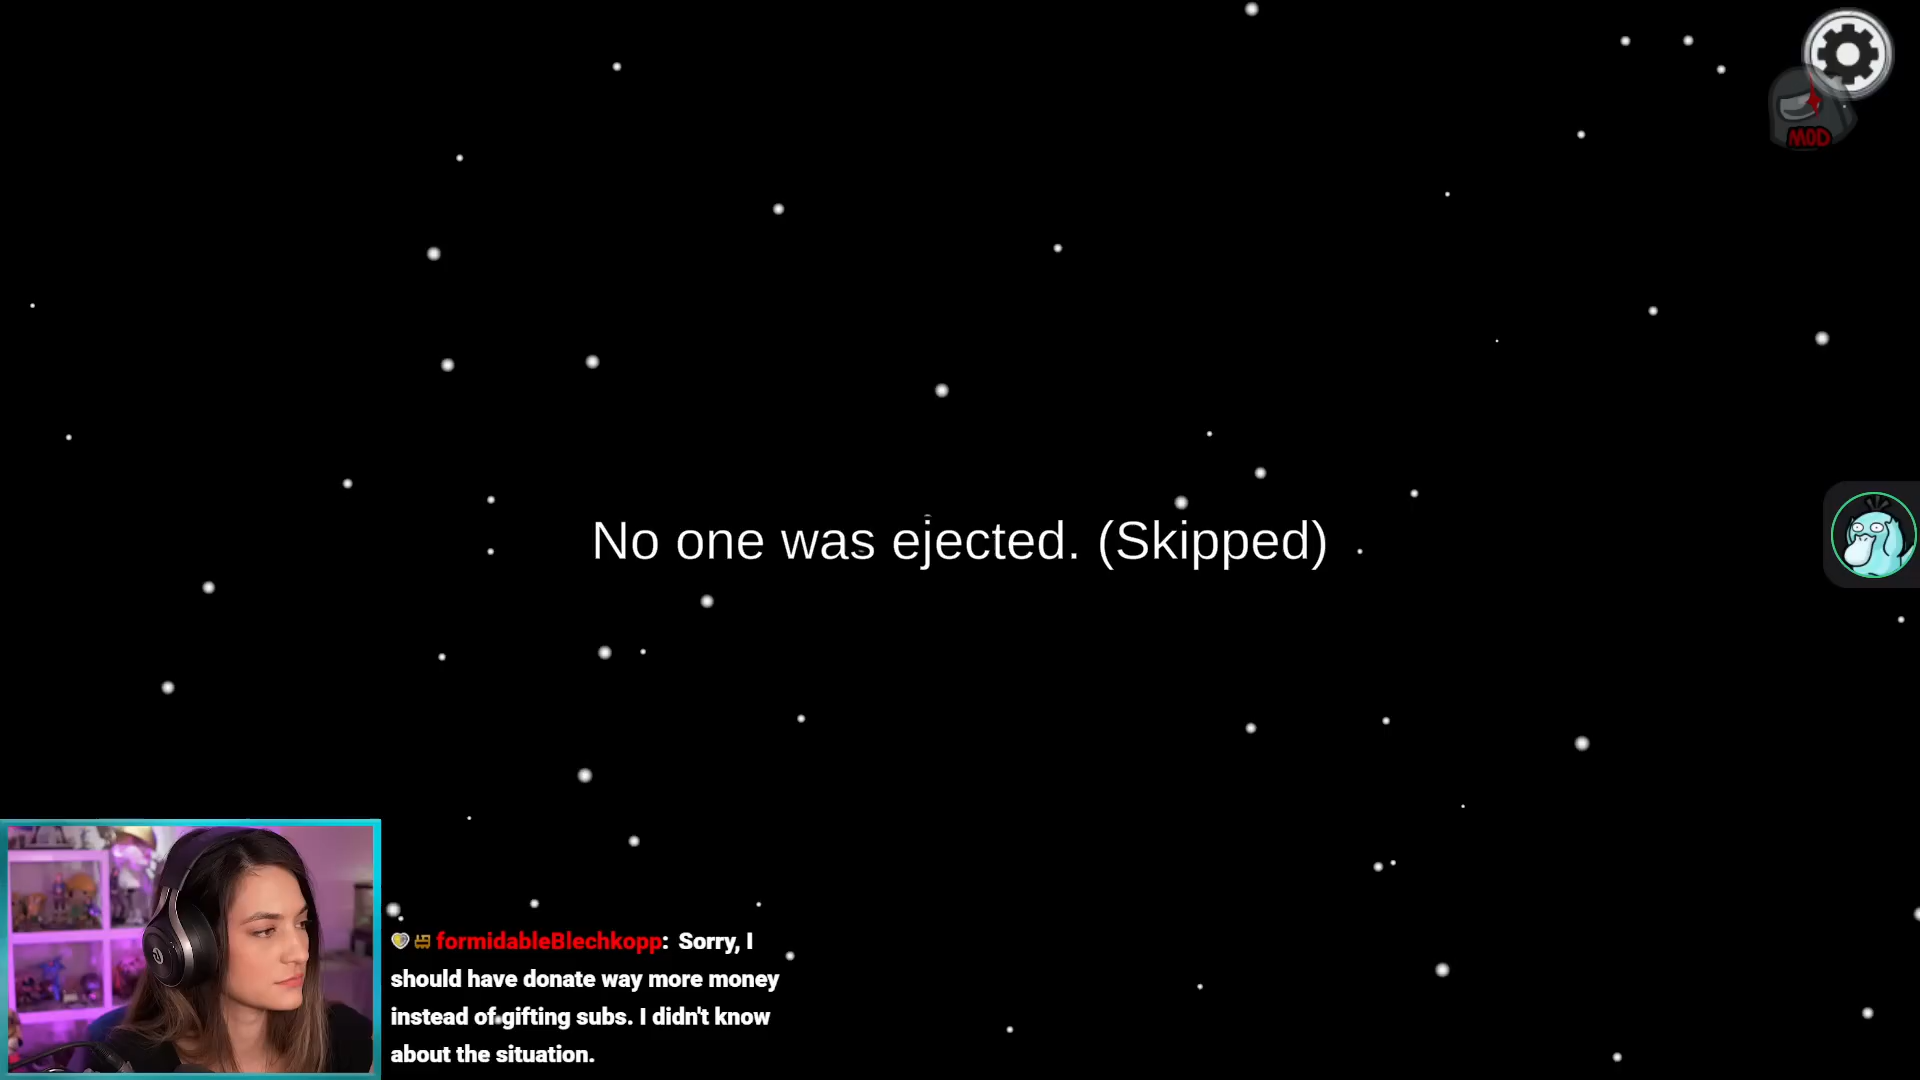 MOD
No one was ejected. (Skipped)
formidableBlechkopp: Sorry, I
should have donate way more money
instead of gifting subs. I didn't know
about the situation.